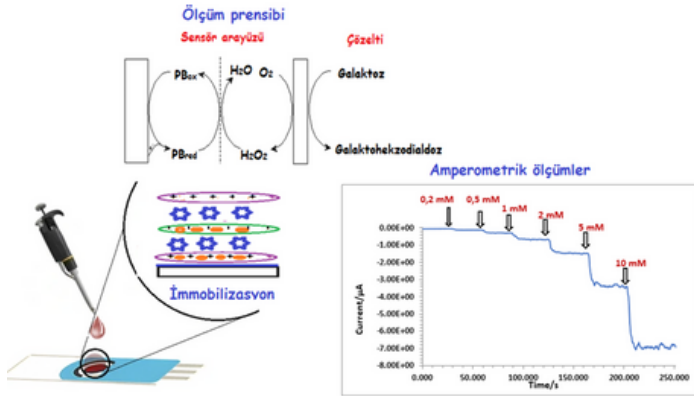 Ölçüm prensibi
Sensör arayüzü
Çözelti
PBox
H2O O2
Galaktoz
PBred
H2O2
Galaktohekzodialdoz
İmmobilizasyon
Amperometrik ölçümler
0,2 mM
0,5 mM
1 mM
2 mM
5 mM
10 mM
0.00E+00
-1.00E+00
-2.00E+00
-3.00E+00
-4.00E+00
-5.00E+00
-6.00E+00
-7.00E+00
-8.00E+00
Current/µA
0.000 50.000 100.000 150.000 200.000 250.000
Time/s